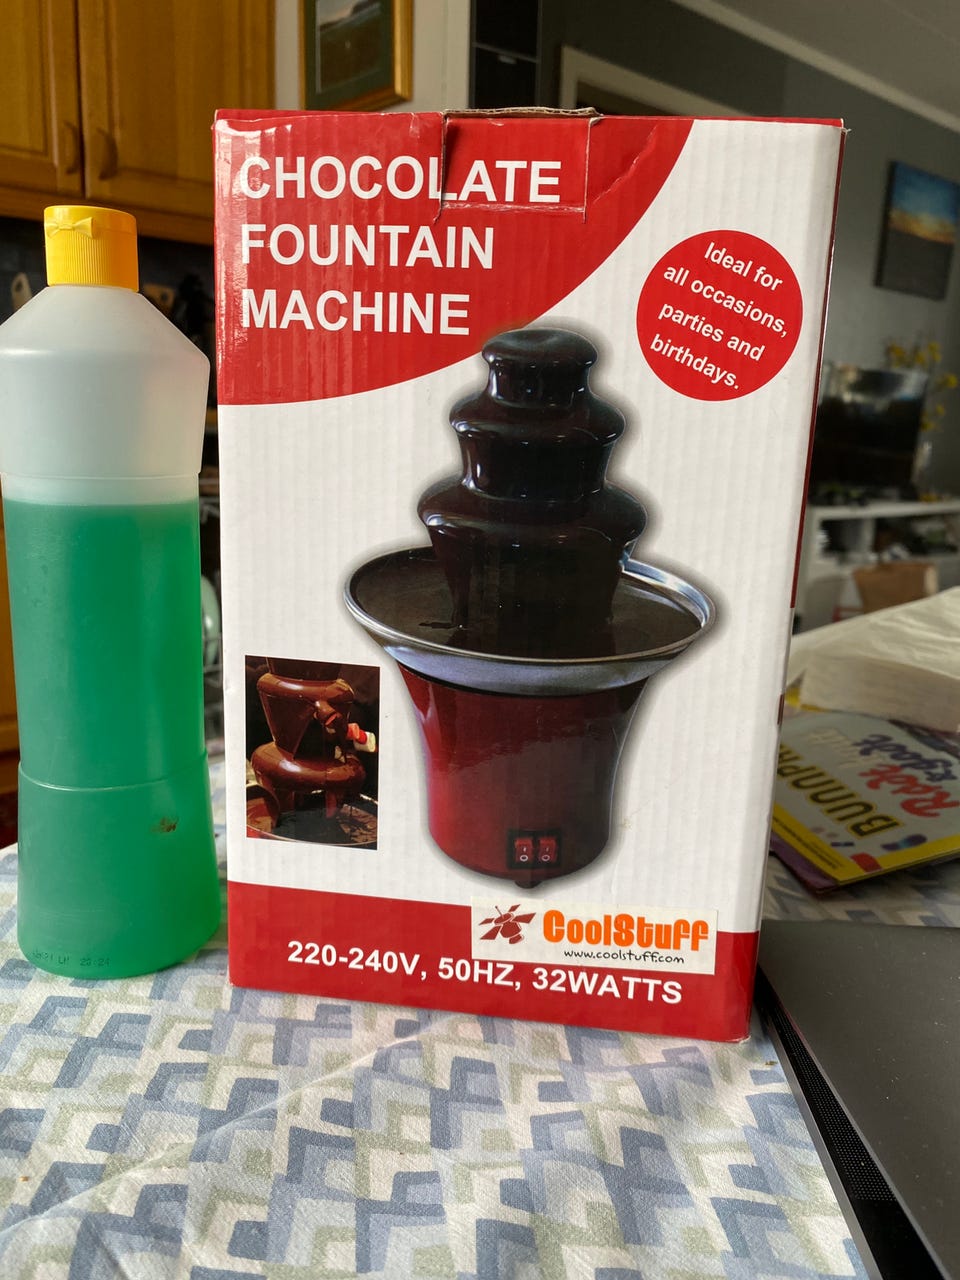 CHOCOLATE
FOUNTAIN
MACHINE
Ideal for
all occasions,
parties and
birthdays.
CoolStuff
www.coolstuff.com
220-240V, 50HZ, 32WATTS